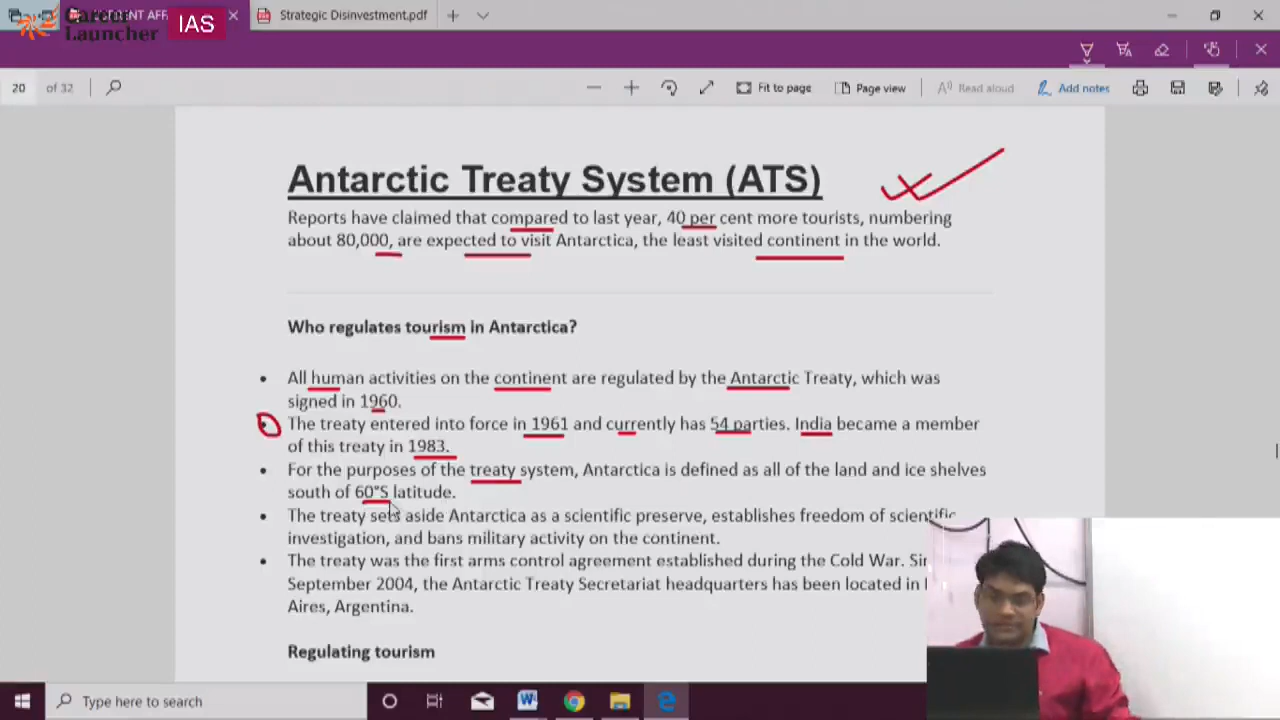 Career
Launcher
IAS
Strategic Disinvestment.pdf
20 of 32
Fit to page
Page view
Read aloud
Add notes
Antarctic Treaty System (ATS)
Reports have claimed that compared to last year, 40 per cent more tourists, numbering
about 80,000, are expected to visit Antarctica, the least visited continent in the world.
Who regulates tourism in Antarctica?
• All human activities on the continent are regulated by the Antarctic Treaty, which was
signed in 1960.
• The treaty entered into force in 1961 and currently has 54 parties. India became a member
of this treaty in 1983.
• For the purposes of the treaty system, Antarctica is defined as all of the land and ice shelves
south of 60°S latitude.
• The treaty sets aside Antarctica as a scientific preserve, establishes freedom of scientific
investigation, and bans military activity on the continent.
• The treaty was the first arms control agreement established during the Cold War.
September 2004, the Antarctic Treaty Secretariat headquarters has been located in
Aires, Argentina.
Regulating tourism
Type here to search